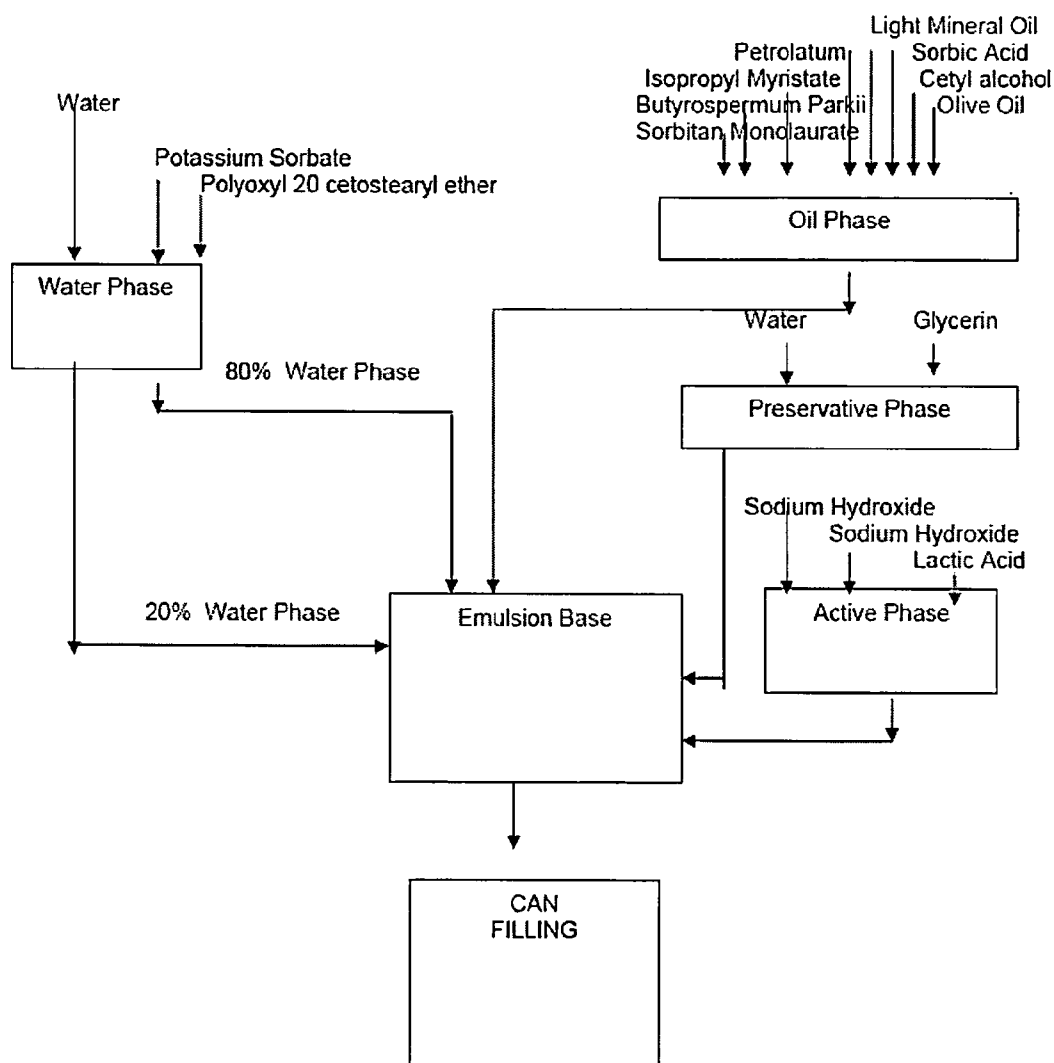 Light Mineral Oil
Petrolatum
Sorbic Acid
Isopropyl Myristate
Cetyl alcohol
Butyrospermum Parkii
Olive Oil
Sorbitan Monolaurate
Water
Potassium Sorbate
Polyoxyl 20 cetostearyl ether
Oil Phase
Water Phase
Water
Glycerin
80% Water Phase
Preservative Phase
Sodium Hydroxide
Sodium Hydroxide
Lactic Acid
20% Water Phase
Emulsion Base
Active Phase
CAN
FILLING